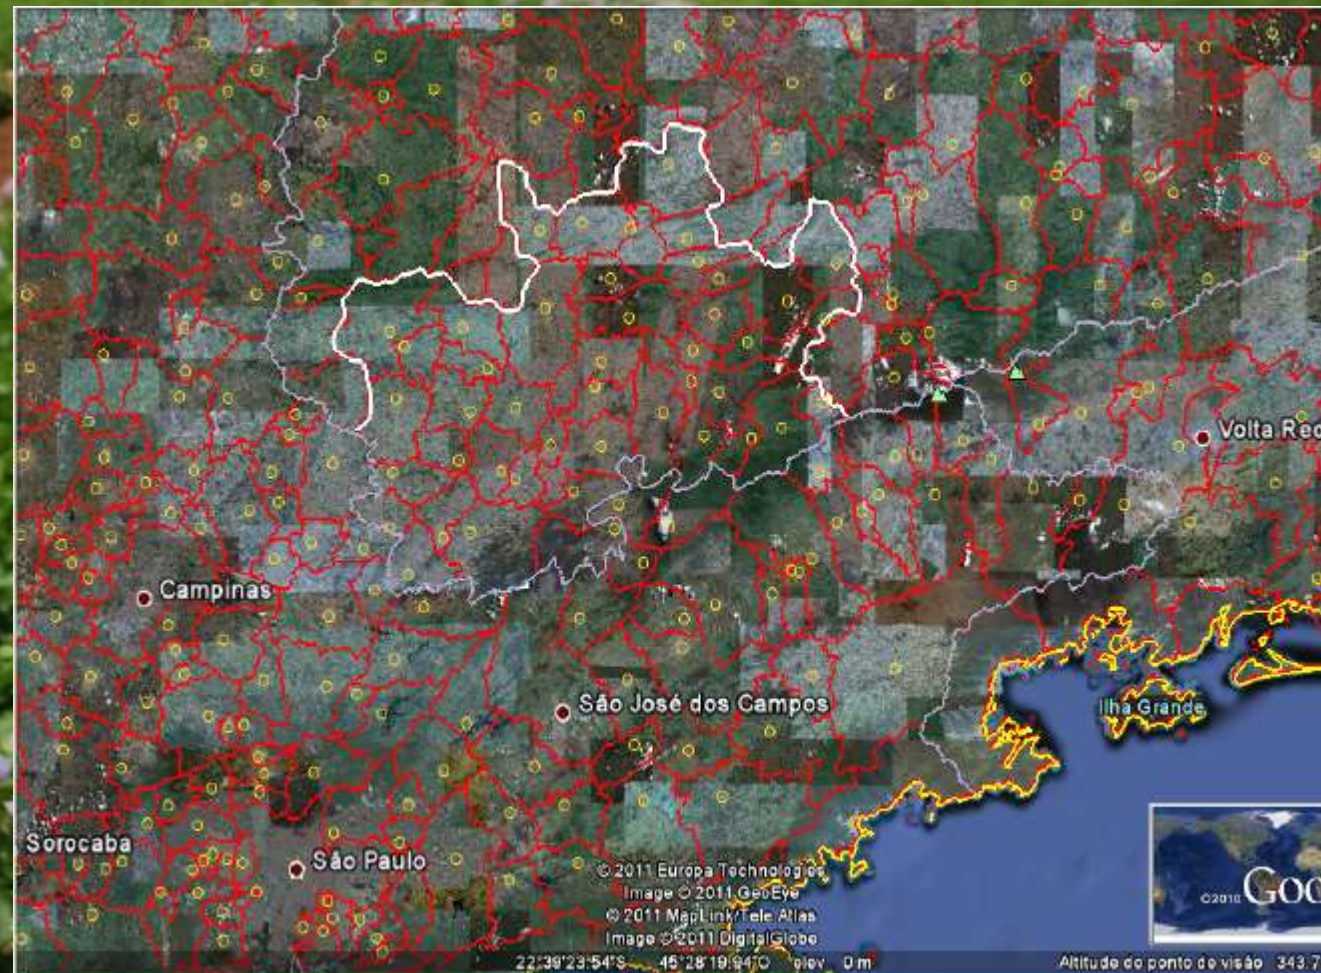 Volta Red
Campinas
São José dos Campos
Ilha Grande
Sorocaba
São Paulo
© 2011 Europa Technologies
Image © 2011 GeoEye
© 2011 MapLink/Tele Atlas
Image © 2011 DigitalGlobe
©2010 Goo
22°39'23.54"S 45°28'19.94"O elev 0 m Altitude do ponto de visão 343.7